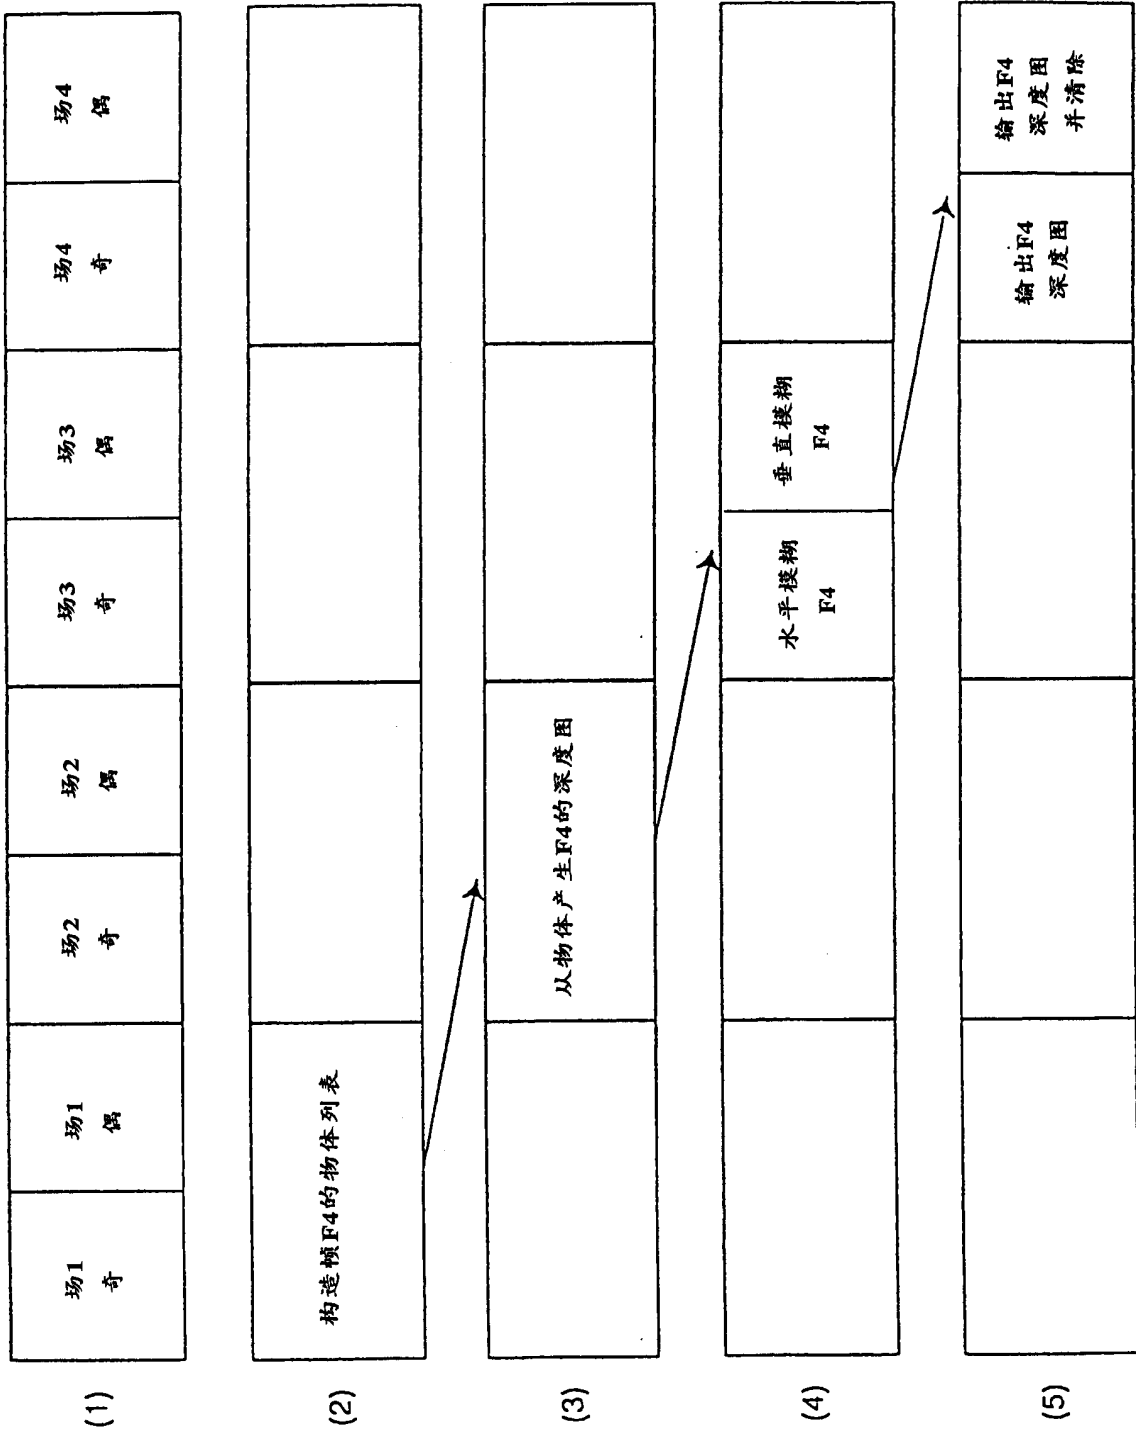 (1)
场1
奇
场1
偶
场2
奇
场2
偶
场3
奇
场3
偶
场4
奇
场4
偶
(2)
构造帧F4的物体列表
(3)
从物体产生F4的深度图
(4)
水平模糊
F4
垂直模糊
F4
(5)
输出F4
深度图
输出F4
深度图
并清除